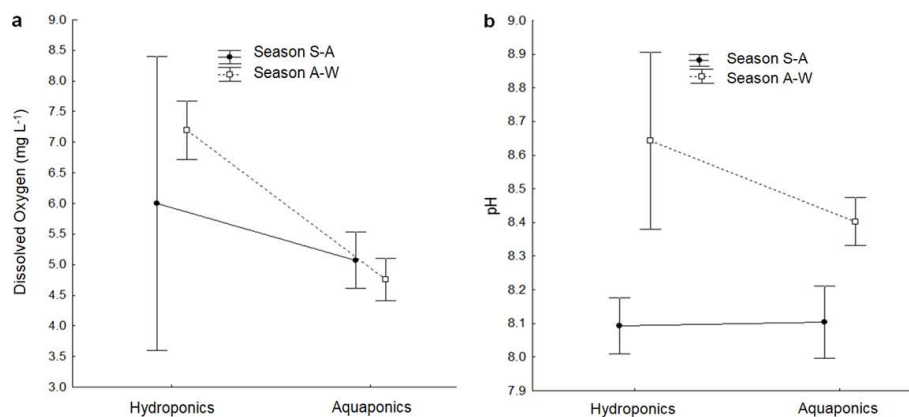 a
Dissolved Oxygen (mg L-1)
9.0
8.5
8.0
7.5
7.0
6.5
6.0
5.5
5.0
4.5
4.0
3.5
3.0
Season S-A
Season A-W
Hydroponics
Aquaponics
b
pH
8.9
8.8
8.7
8.6
8.5
8.4
8.3
8.2
8.1
8.0
7.9
Season S-A
Season A-W
Hydroponics
Aquaponics